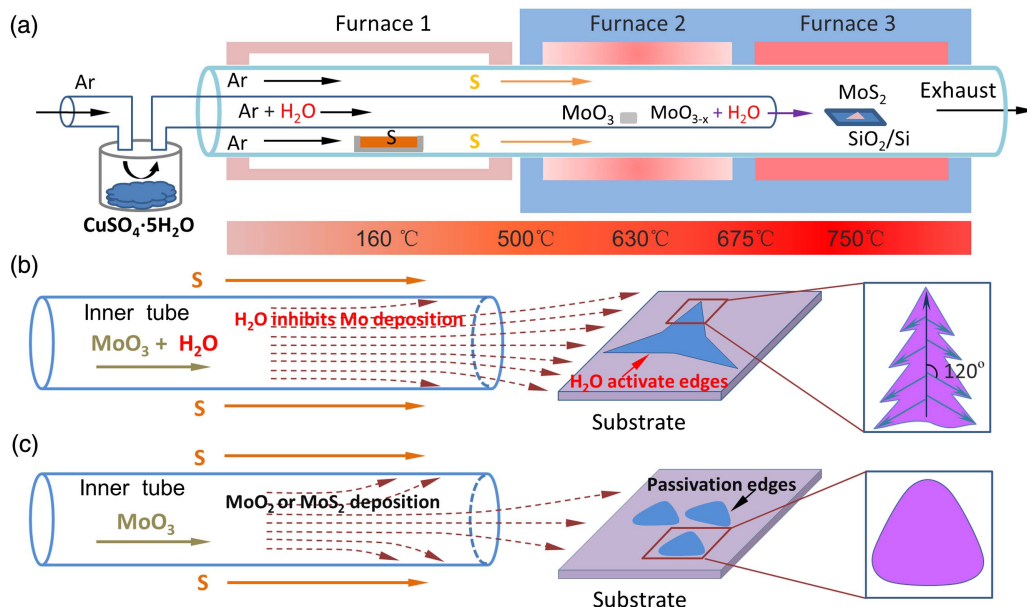 (a)
Furnace 1
Furnace 2
Furnace 3
Ar
Ar
S
Ar + H₂O
MoO₃
MoO₃₋ₓ + H₂O
MoS₂
Exhaust
Ar
S
S
SiO₂/Si
CuSO₄·5H₂O
160 ℃
500℃
630℃
675℃
750℃
(b)
S
Inner tube
MoO₃ + H₂O
H₂O inhibits Mo deposition
H₂O activate edges
120°
S
Substrate
(c)
S
Inner tube
MoO₃
MoO₂ or MoS₂ deposition
Passivation edges
S
Substrate